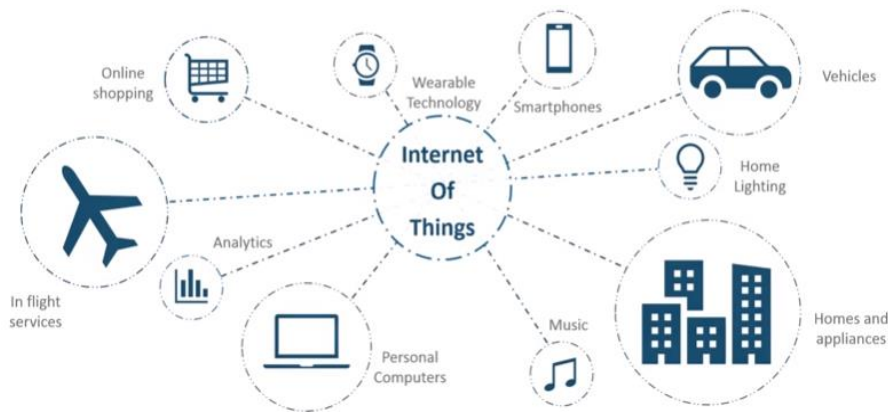 Online
shopping
Wearable
Technology
Smartphones
Vehicles
Internet
Of
Things
Home
Lighting
Analytics
In flight
services
Personal
Computers
Music
Homes and
appliances